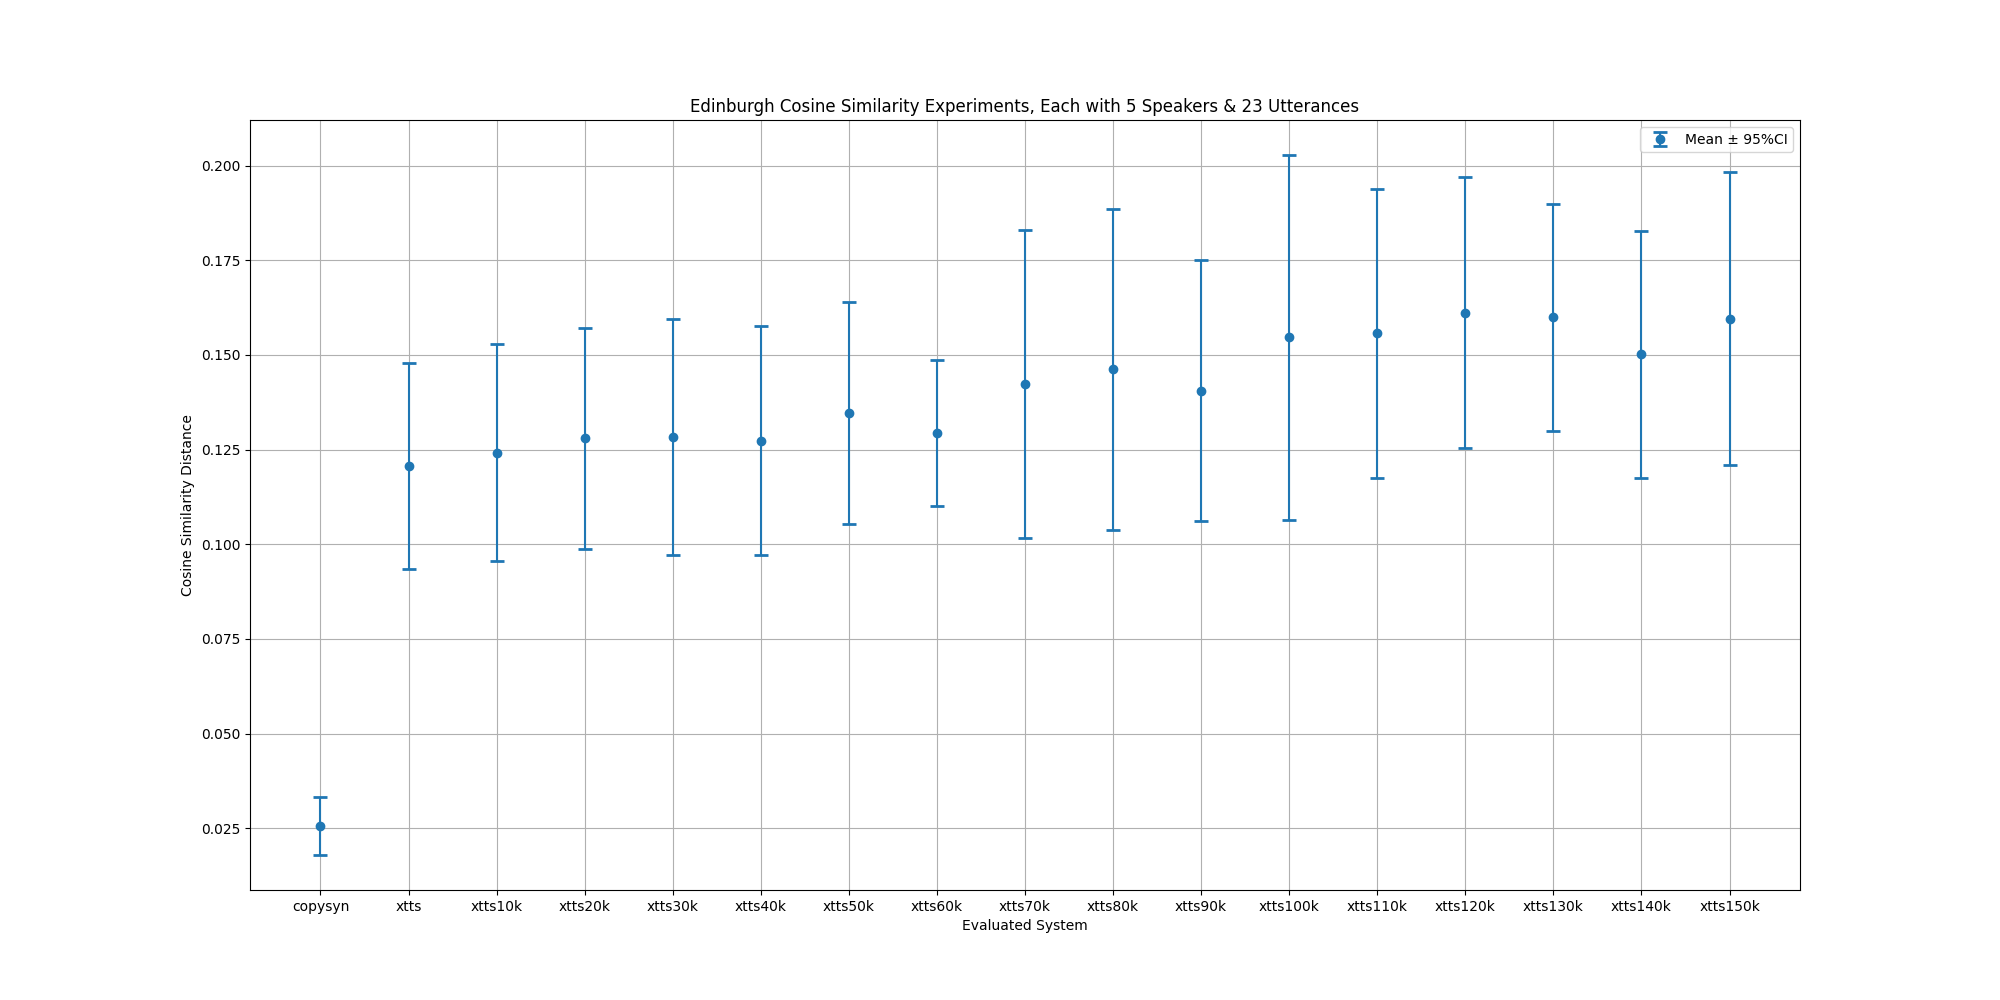 Edinburgh Cosine Similarity Experiments, Each with 5 Speakers & 23 Utterances
Mean ± 95%CI
0.200
0.175
0.150
0.125
0.100
0.075
0.050
0.025
Cosine Similarity Distance
copysyn xtts xtts10k xtts20k xtts30k xtts40k xtts50k xtts60k xtts70k xtts80k xtts90k xtts100k xtts110k xtts120k xtts130k xtts140k xtts150k
Evaluated System